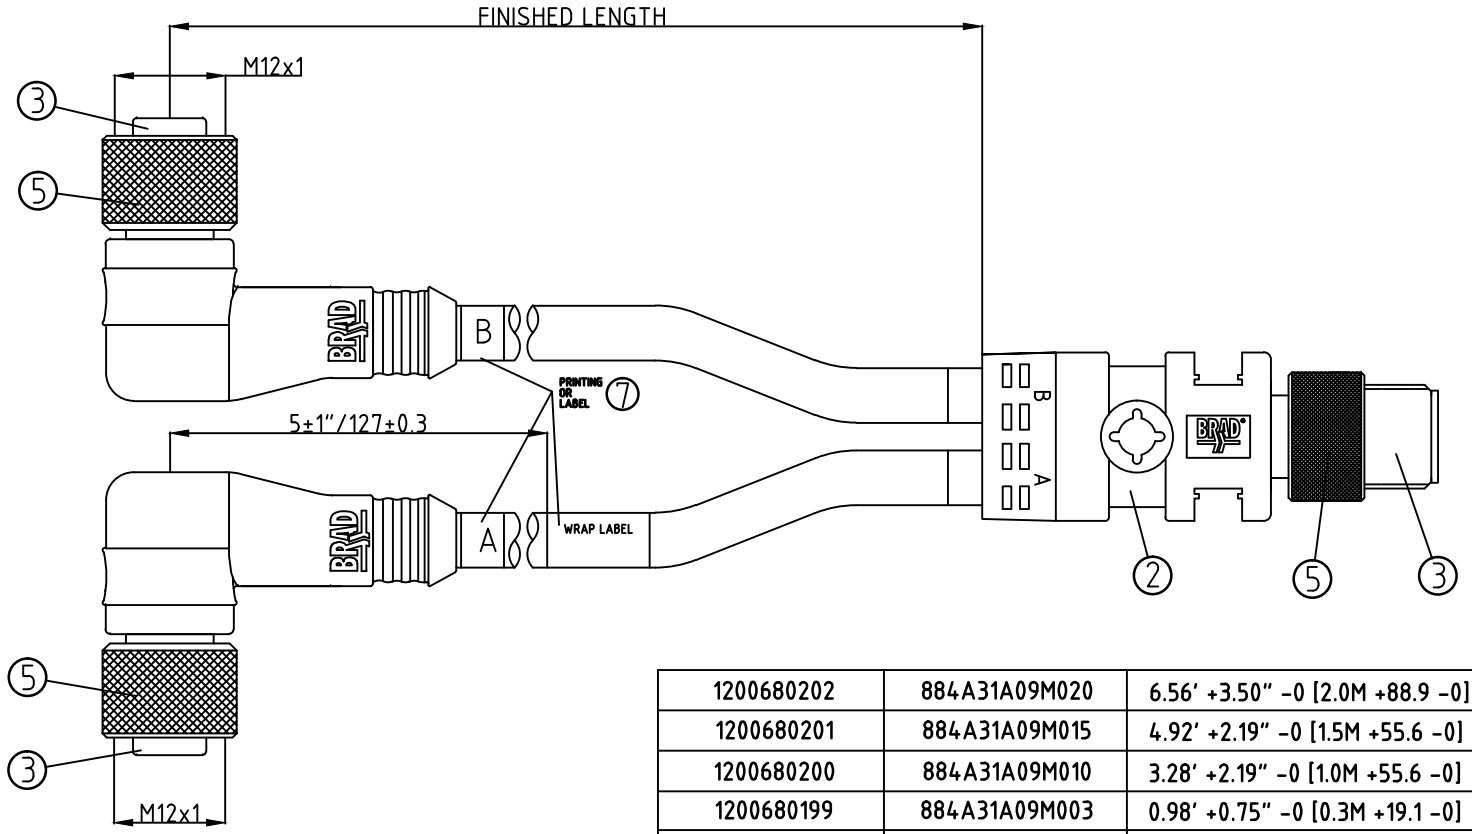 FINISHED LENGTH
M12x1
3
5
BRAD
B
PRINTING
OR
LABEL
7
B
A
BRAD®
5±1"/127±0.3
BRAD
A
WRAP LABEL
2
5
3
5
3
M12x1
1200680202 884A31A09M020 6.56' +3.50" -0 [2.0M +88.9 -0]
1200680201 884A31A09M015 4.92' +2.19" -0 [1.5M +55.6 -0]
1200680200 884A31A09M010 3.28' +2.19" -0 [1.0M +55.6 -0]
1200680199 884A31A09M003 0.98' +0.75" -0 [0.3M +19.1 -0]